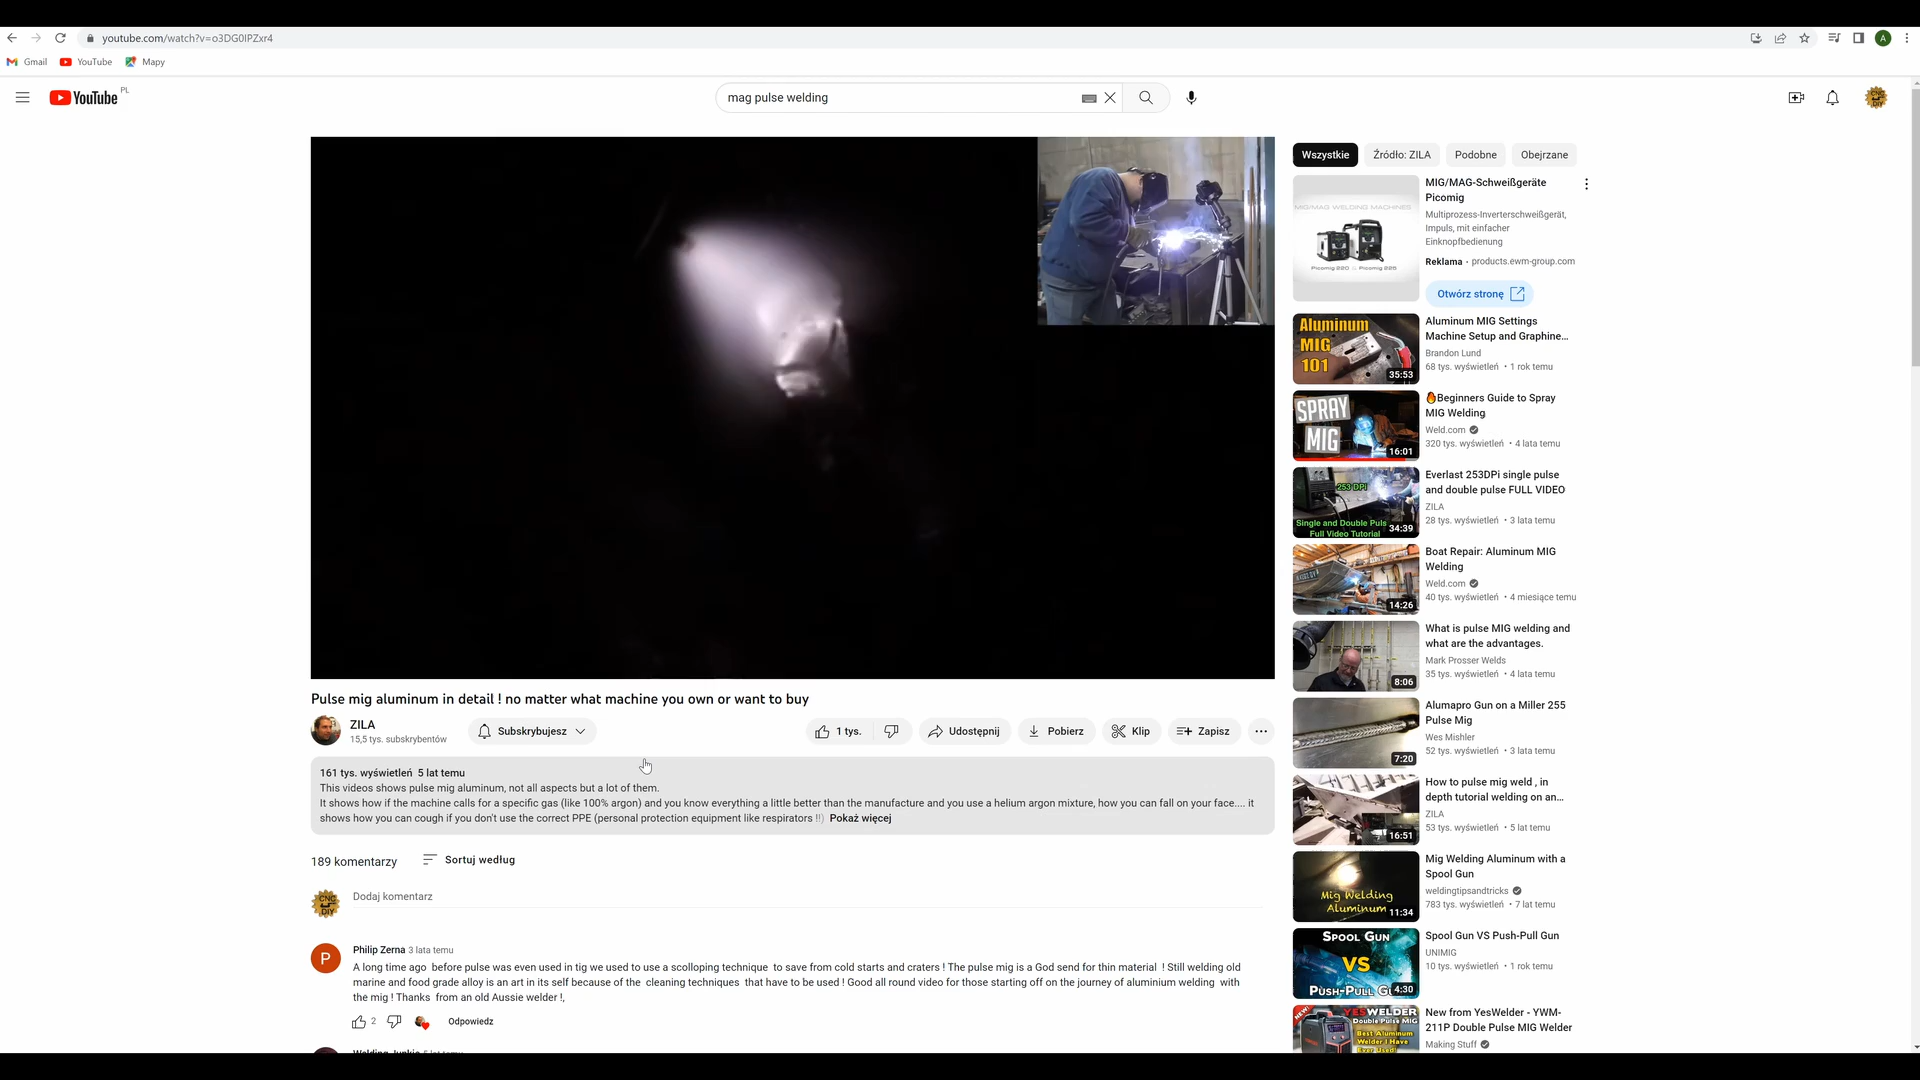 youtube.com/watch?v=o3DG0lPZxr4
Gmail YouTube Mapy
YouTube PL
mag pulse welding
A
Pulse mig aluminum in detail ! no matter what machine you own or want to buy
ZILA
15,5 tys. subskrybentów
Subskrybujesz
1 tys. Udostępnij Pobierz Klip Zapisz
161 tys. wyświetleń 5 lat temu
This videos shows pulse mig aluminum, not all aspects but a lot of them.
It shows how if the machine calls for a specific gas (like 100% argon) and you know everything a little better than the manufacture and you use a helium argon mixture, how you can fall on your face.... it
shows how you can cough if you don't use the correct PPE (personal protection equipment like respirators !!) Pokaż więcej
189 komentarzy Sortuj według
CNC
DIY
Dodaj komentarz
P
Philip Zerna 3 lata temu
A long time ago before pulse was even used in tig we used to use a scolloping technique to save from cold starts and craters ! The pulse mig is a God send for thin material ! Still welding old
marine and food grade alloy is an art in its self because of the cleaning techniques that have to be used ! Good all round video for those starting off on the journey of aluminium welding with
the mig ! Thanks from an old Aussie welder !,
2 Odpowiedz
Wszystkie Źródło: ZILA Podobne Obejrzane
MIG/MAG WELDING MACHINES
Picomig 220 Picomig 225
MIG/MAG-Schweißgeräte
Picomig
Multiprozess-Inverterschweißgerät,
Impuls, mit einfacher
Einknopfbedienung
Reklama · products.ewm-group.com
Otwórz stronę
Aluminum
MIG
101
35:53
Aluminum MIG Settings
Machine Setup and Graphine...
Brandon Lund
68 tys. wyświetleń • 1 rok temu
SPRAY
MIG
16:01
🔥Beginners Guide to Spray
MIG Welding
Weld.com
320 tys. wyświetleń • 4 lata temu
253 DPi
Single and Double Puls
Full Video Tutorial
34:39
Everlast 253DPi single pulse
and double pulse FULL VIDEO
ZILA
28 tys. wyświetleń • 3 lata temu
14:26
Boat Repair: Aluminum MIG
Welding
Weld.com
40 tys. wyświetleń • 4 miesiące temu
8:06
What is pulse MIG welding and
what are the advantages.
Mark Prosser Welds
35 tys. wyświetleń • 4 lata temu
7:20
Alumapro Gun on a Miller 255
Pulse Mig
Wes Mishler
52 tys. wyświetleń • 3 lata temu
16:51
How to pulse mig weld , in
depth tutorial welding on an...
ZILA
53 tys. wyświetleń • 5 lat temu
Mig Welding
Aluminum
11:34
Mig Welding Aluminum with a
Spool Gun
weldingtipsandtricks
783 tys. wyświetleń • 7 lat temu
SPOOL GUN
VS
PUSH-PULL G
4:30
Spool Gun VS Push-Pull Gun
UNIMIG
10 tys. wyświetleń • 1 rok temu
NEW!
YESWELDER
Double Pulse MIG
Best Aluminum
Welder I Have
Ever Used!
New from YesWelder - YWM-
211P Double Pulse MIG Welder
Making Stuff